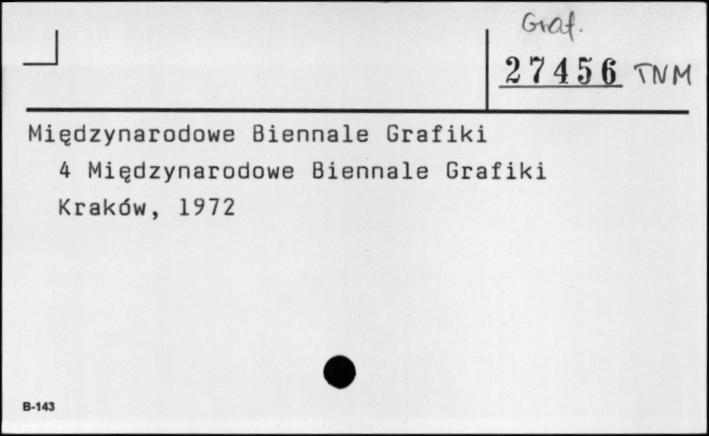 Graf.
27456 TNM
Międzynarodowe Biennale Grafiki
4 Międzynarodowe Biennale Grafiki
Kraków, 1972
B-143